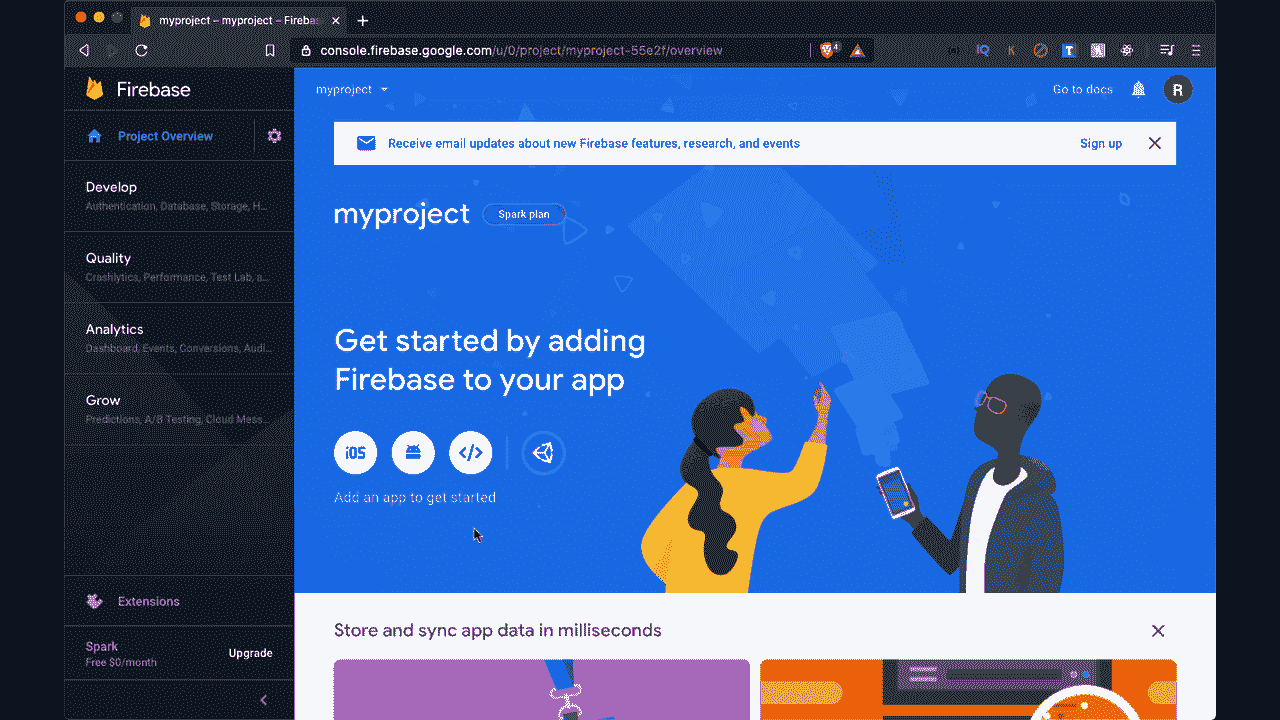 myproject – myproject – Fireba
console.firebase.google.com/u/0/project/myproject-55e2f/overview
Firebase
myproject
Go to docs
R
Project Overview
Receive email updates about new Firebase features, research, and events
Sign up
Develop
Authentication, Database, Storage, H...
myproject
Spark plan
Quality
Crashlytics, Performance, Test Lab, a...
Analytics
Dashboard, Events, Conversions, Audi...
Get started by adding
Firebase to your app
Grow
Predictions, A/B Testing, Cloud Mess...
iOS
</>
Add an app to get started
Extensions
Spark
Free $0/month
Upgrade
Store and sync app data in milliseconds